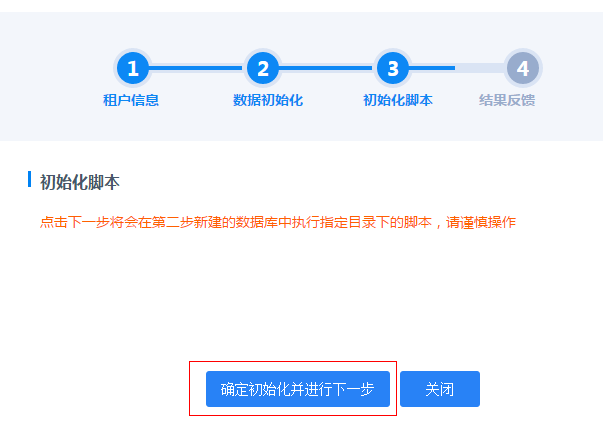 1 2 3 4
租户信息 数据初始化 初始化脚本 结果反馈
初始化脚本
点击下一步将会在第二步新建的数据库中执行指定目录下的脚本，请谨慎操作
确定初始化并进行下一步 关闭